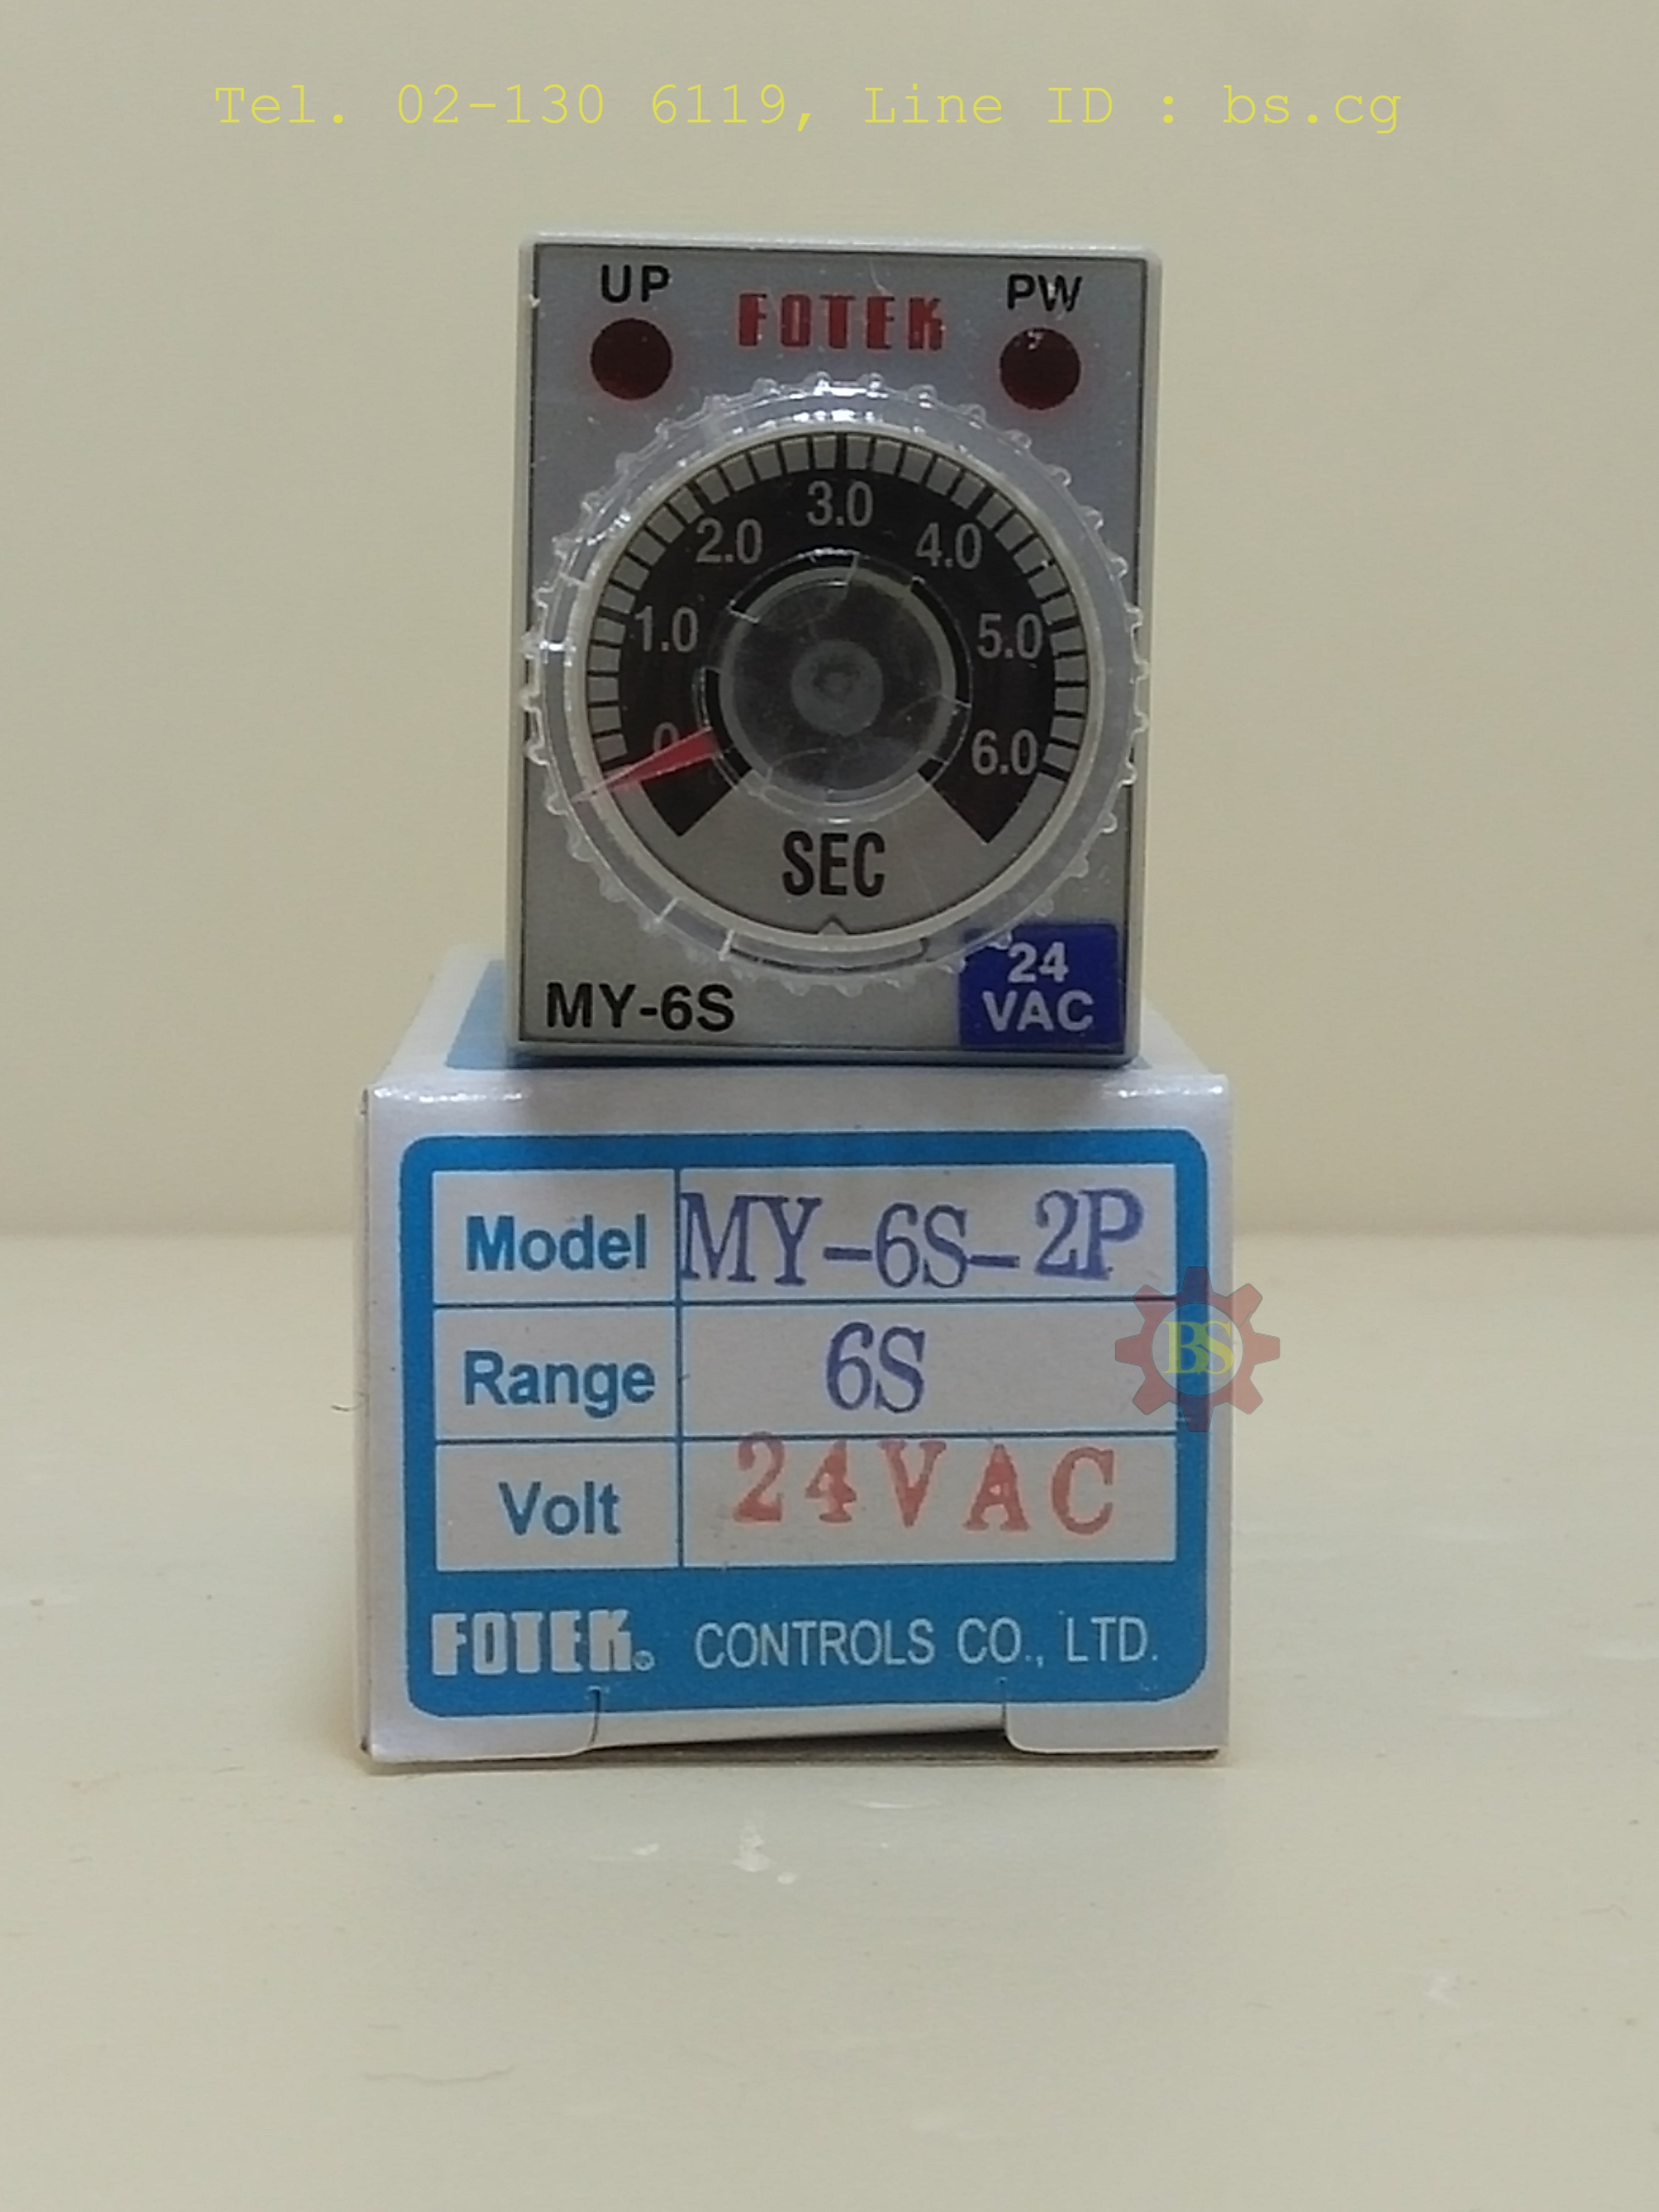 Tel. 02-130 6119, Line ID : bs.cg
UP FOTEK PW
3.0
2.0 4.0
1.0 5.0
0 6.0
SEC
MY-6S
24
VAC
Model MY-6S-2P
Range 6S
BS
Volt 24VAC
FOTEK® CONTROLS CO., LTD.